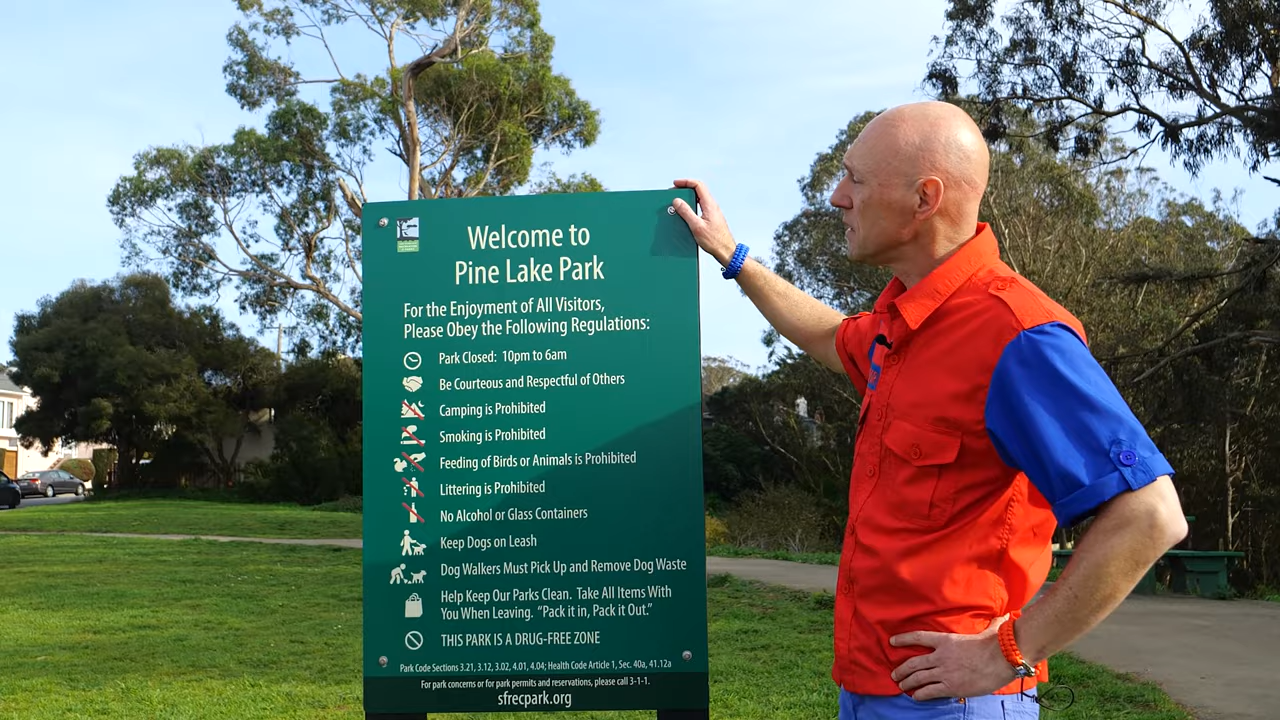 Welcome to
Pine Lake Park
For the Enjoyment of All Visitors,
Please Obey the Following Regulations:
Park Closed: 10pm to 6am
Be Courteous and Respectful of Others
Camping is Prohibited
Smoking is Prohibited
Feeding of Birds or Animals is Prohibited
Littering is Prohibited
No Alcohol or Glass Containers
Keep Dogs on Leash
Dog Walkers Must Pick Up and Remove Dog Waste
Help Keep Our Parks Clean. Take All Items With
You When Leaving. "Pack it in, Pack it Out."
THIS PARK IS A DRUG-FREE ZONE
Park Code Sections 3.21, 3.12, 3.02, 4.01, 4.04; Health Code Article 1, Sec. 40a, 41.12a
For park concerns or for park permits and reservations, please call 3-1-1.
sfrecpark.org